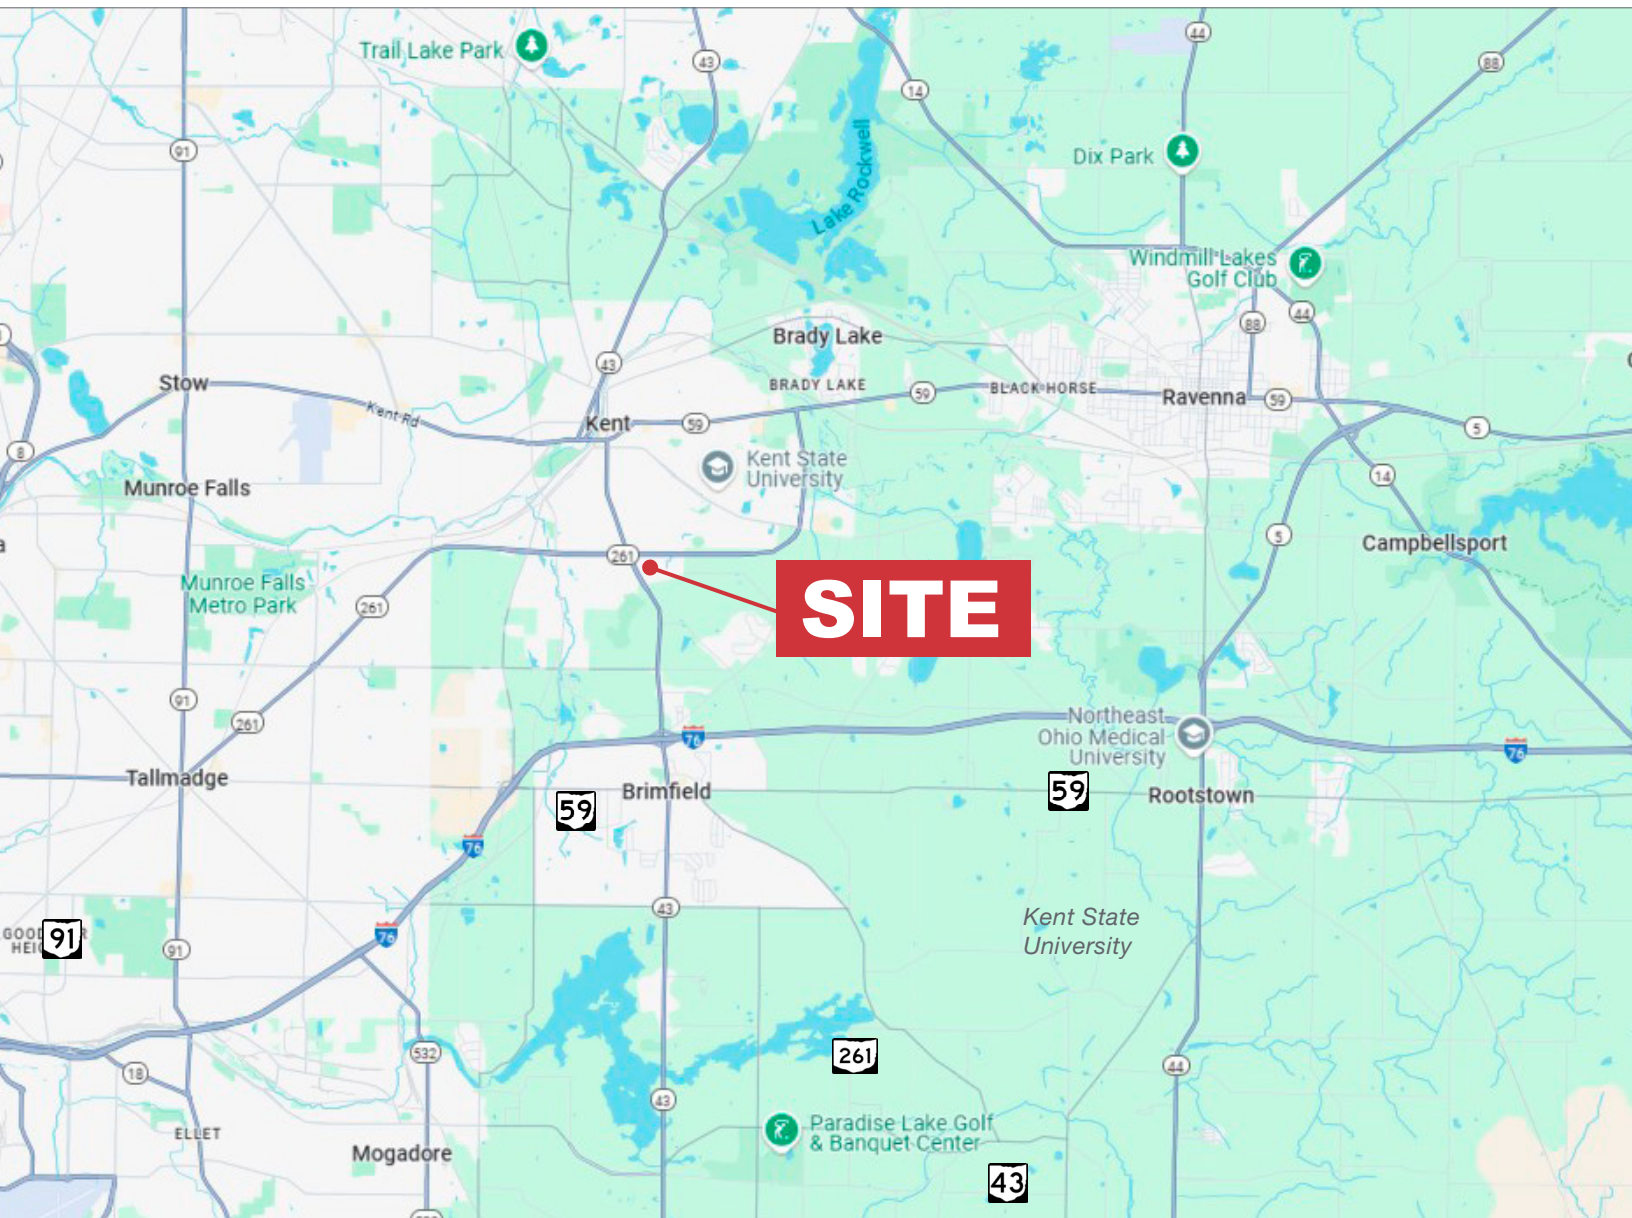 Trail Lake Park
43
44
88
14
Lake Rockwell
91
Dix Park
Windmill Lakes
Golf Club
88
44
Brady Lake
43
Stow
BRADY LAKE
59
BLACK HORSE
Ravenna
59
Kent Rd
Kent
59
5
8
Kent State
University
14
Munroe Falls
5
Campbellsport
261
SITE
Munroe Falls
Metro Park
261
91
261
Northeast
Ohio Medical
University
76
76
Tallmadge
Brimfield
59
59
Rootstown
76
43
Kent State
University
91
76
91
261
532
18
44
43
ELLET
Paradise Lake Golf
& Banquet Center
Mogadore
43